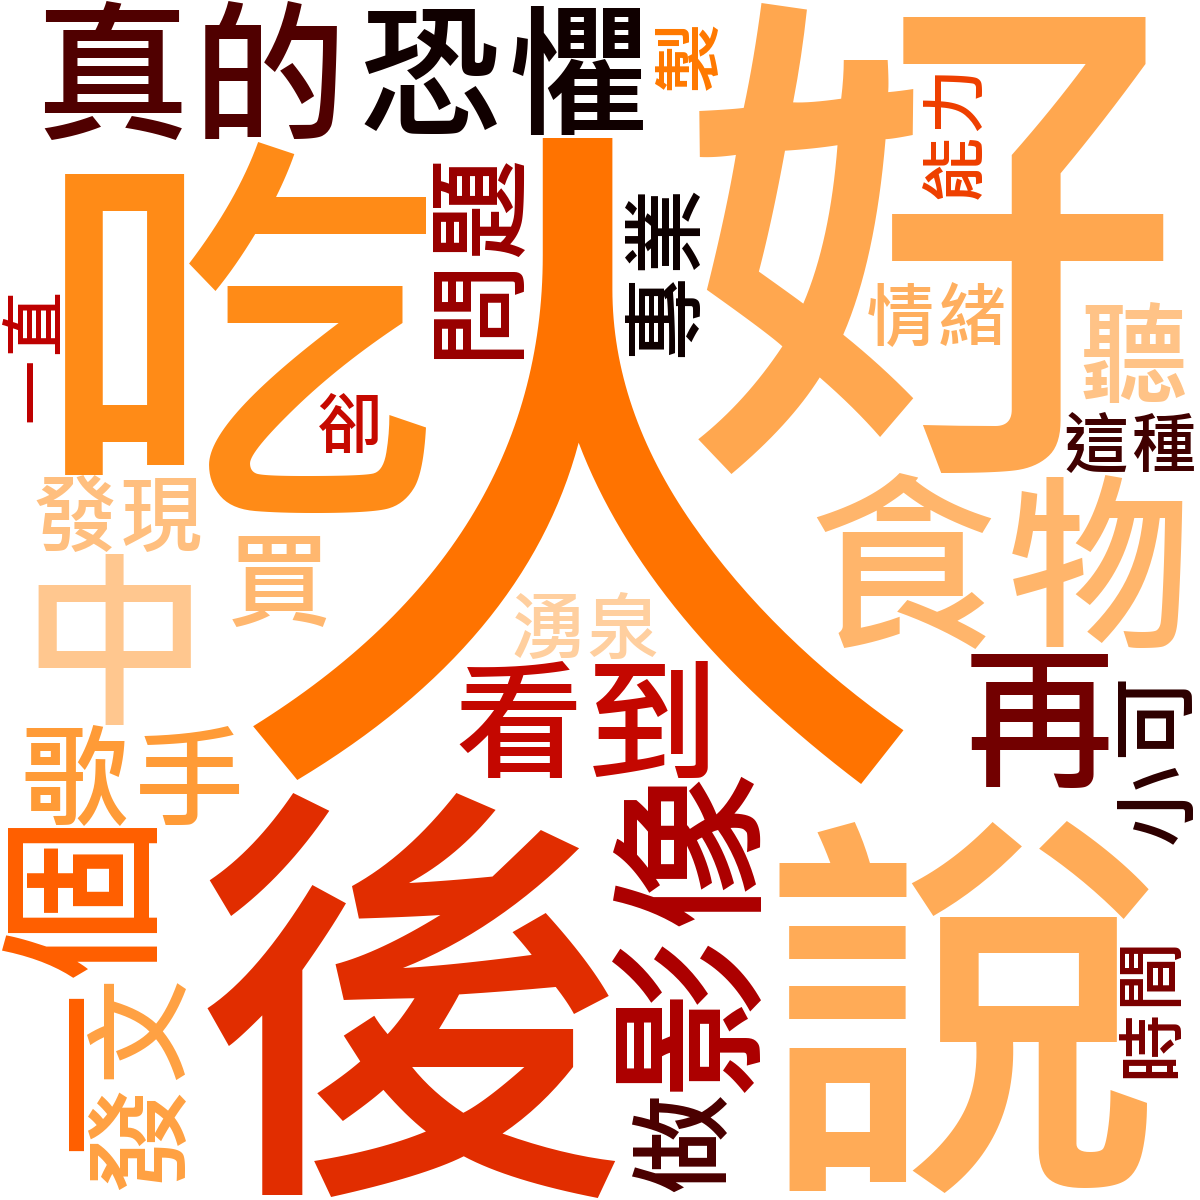 真的
恐懼
製
好
能力
吃
人
問題
專業
情緒
聽
一直
卻
這種
發現
買
食物
中
湧泉
看到
再
小可
歌手
一個
後
影像
說
發文
做
時間